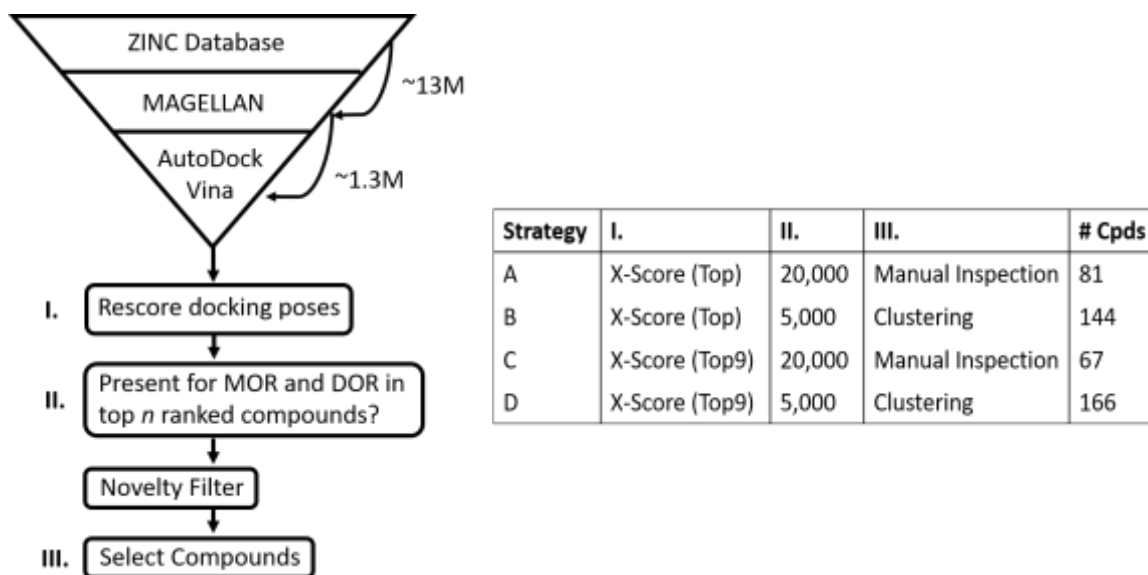 ZINC Database
~13M
MAGELLAN
AutoDock
Vina
~1.3M
I. Rescore docking poses
II. Present for MOR and DOR in
top n ranked compounds?
Novelty Filter
III. Select Compounds
Strategy I. II. III. # Cpds
A X-Score (Top) 20,000 Manual Inspection 81
B X-Score (Top) 5,000 Clustering 144
C X-Score (Top9) 20,000 Manual Inspection 67
D X-Score (Top9) 5,000 Clustering 166